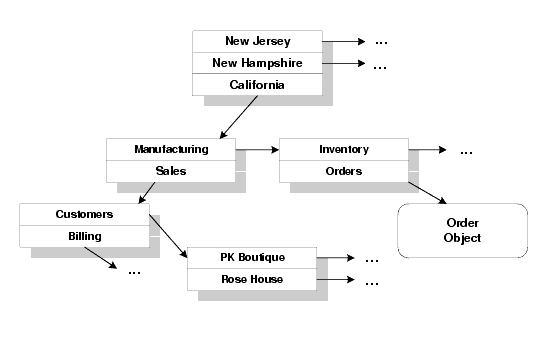 New Jersey
...
New Hampshire
...
California
Manufacturing
Inventory
...
Sales
Orders
Customers
Billing
...
Order
Object
PK Boutique
...
Rose House
...